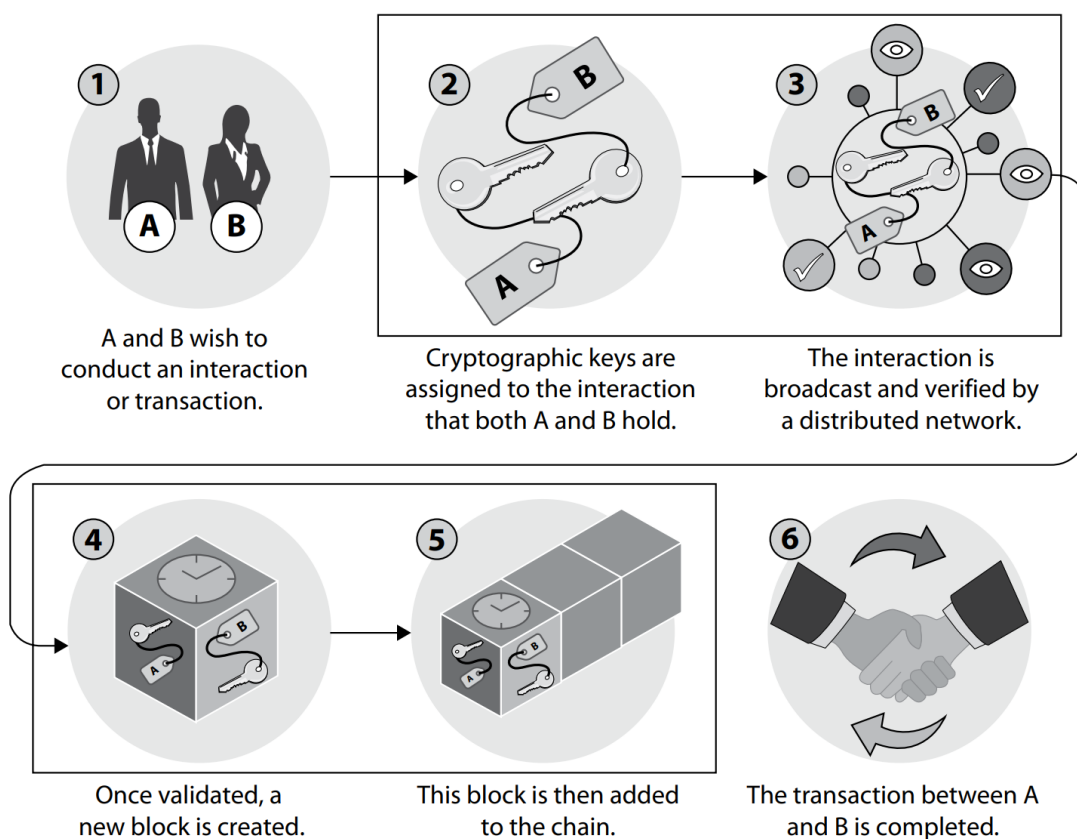 1
A B
A and B wish to
conduct an interaction
or transaction.
2
B
A
Cryptographic keys are
assigned to the interaction
that both A and B hold.
3
B
A
The interaction is
broadcast and verified by
a distributed network.
4
B
A
Once validated, a
new block is created.
5
B
A
This block is then added
to the chain.
6
The transaction between A
and B is completed.